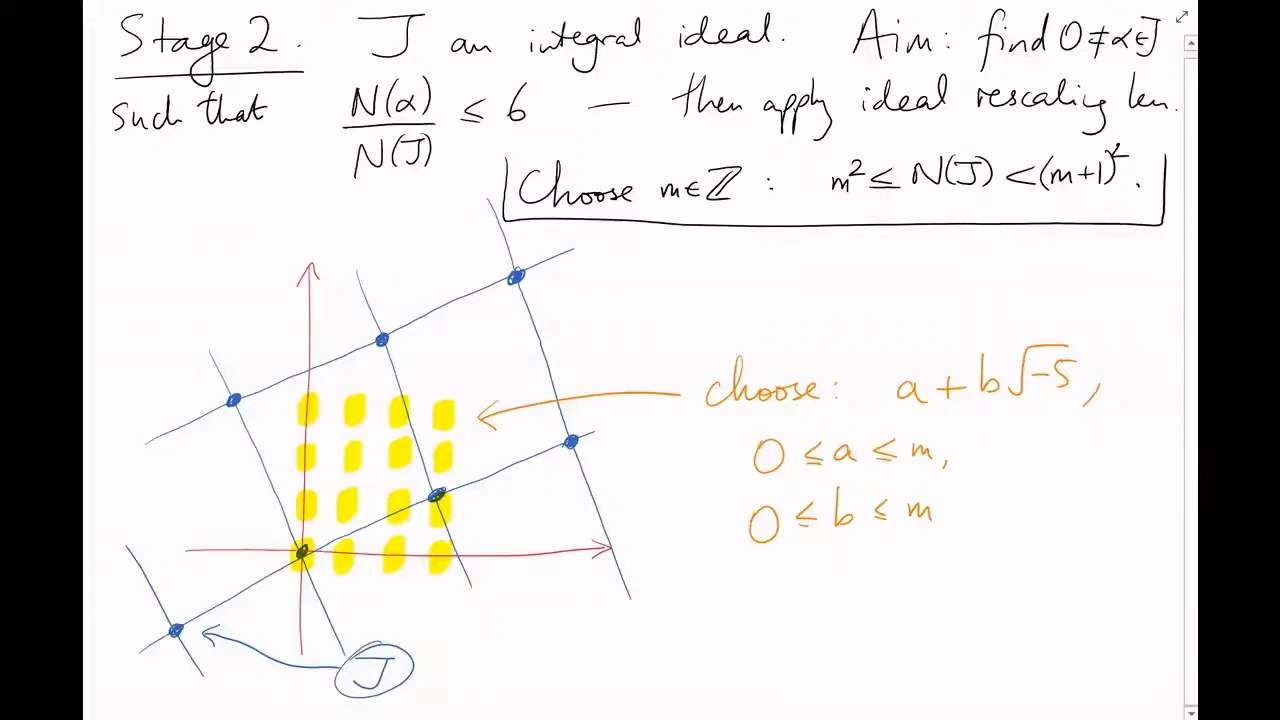 Stage 2. J an integral ideal. Aim: find 0 ≠ α ∈ J
such that N(α)/N(J) ≤ 6 — then apply ideal rescaling lem.
Choose m ∈ ℤ : m² ≤ N(J) < (m+1)².
choose: a + b√-5,
0 ≤ a ≤ m,
0 ≤ b ≤ m
J